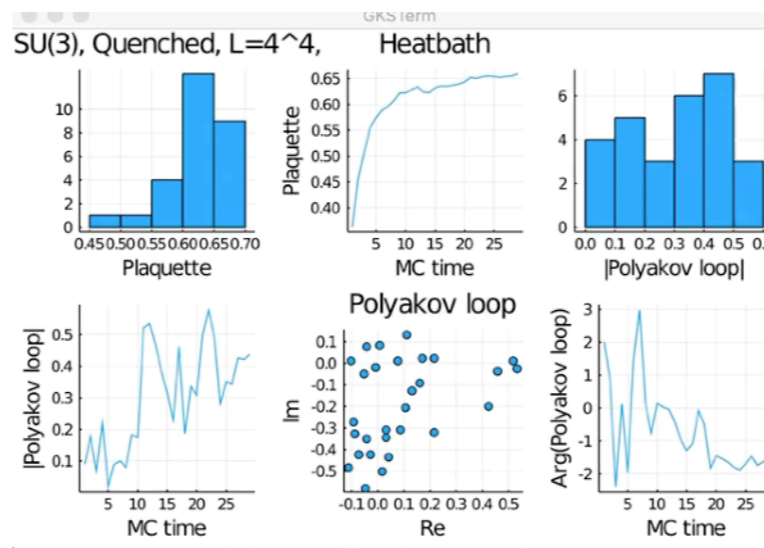 GKSTerm
SU(3), Quenched, L=4^4, Heatbath
10
8
6
4
2
0
0.45 0.50 0.55 0.60 0.65 0.70
Plaquette
Plaquette
0.65
0.60
0.55
0.50
0.45
0.40
5 10 15 20 25
MC time
6
4
2
0
0.0 0.1 0.2 0.3 0.4 0.5
|Polyakov loop|
|Polyakov loop|
0.5
0.4
0.3
0.2
0.1
5 10 15 20 25
MC time
Polyakov loop
Im
0.1
0.0
-0.1
-0.2
-0.3
-0.4
-0.5
-0.1 0.0 0.1 0.2 0.3 0.4 0.5
Re
Arg(Polyakov loop)
3
2
1
0
-1
-2
5 10 15 20 25
MC time